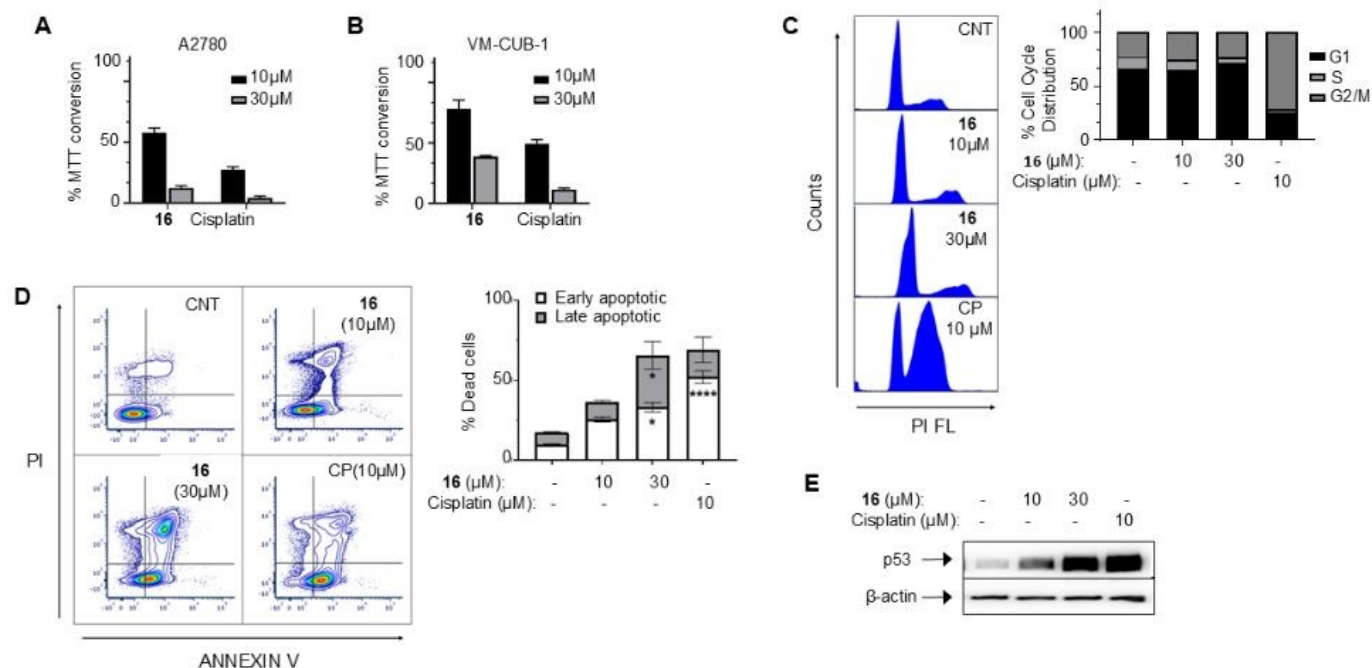 A
A2780
100
50
0
% MTT conversion
10µM
30µM
16 Cisplatin
B
VM-CUB-1
100
50
0
% MTT conversion
10µM
30µM
16 Cisplatin
C
CNT
16
10µM
16
30µM
CP
10 µM
Counts
PI FL
100
50
0
% Cell Cycle
Distribution
G1
S
G2/M
16 (µM): - 10 30 -
Cisplatin (µM): - - - 10
D
CNT
16
(10µM)
16
(30µM)
CP(10µM)
PI
ANNEXIN V
100
50
0
% Dead cells
Early apoptotic
Late apoptotic
*
*
****
16 (µM): - 10 30 -
Cisplatin (µM): - - - 10
E
16 (µM): - 10 30 -
Cisplatin (µM): - - - 10
p53
β-actin